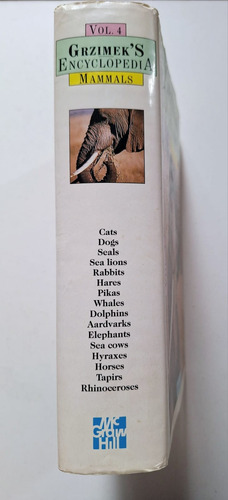 VOL. 4
GRZIMEK'S
ENCYCLOPEDIA
MAMMALS
Cats
Dogs
Seals
Sea lions
Rabbits
Hares
Pikas
Whales
Dolphins
Aardvarks
Elephants
Sea cows
Hyraxes
Horses
Tapirs
Rhinoceroses
Mc
Graw
Hill